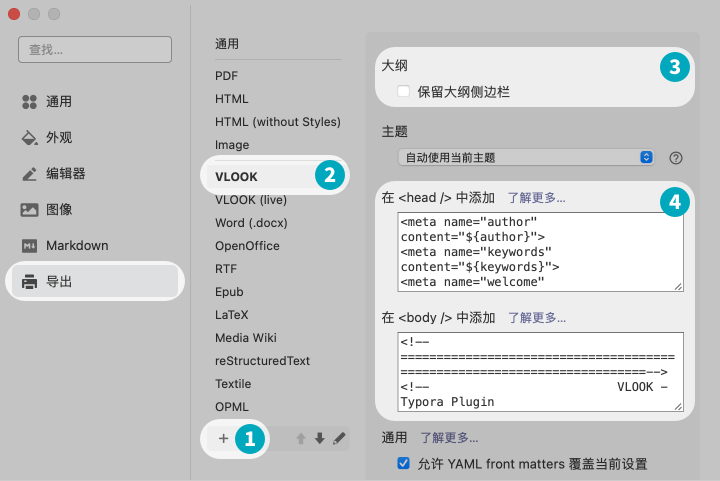 查找...
通用
外观
编辑器
图像
Markdown
导出
通用
PDF
HTML
HTML (without Styles)
Image
VLOOK 2
VLOOK (live)
Word (.docx)
OpenOffice
RTF
Epub
LaTeX
Media Wiki
reStructuredText
Textile
OPML
+ 1
大纲 3
保留大纲侧边栏
主题
自动使用当前主题 ?
在 <head /> 中添加 了解更多... 4
<meta name="author"
content="${author}">
<meta name="keywords"
content="${keywords}">
<meta name="welcome"
在 <body /> 中添加 了解更多...
<!--
======================================
==================================-->
<!-- VLOOK -
Typora Plugin
通用 了解更多...
允许 YAML front matters 覆盖当前设置